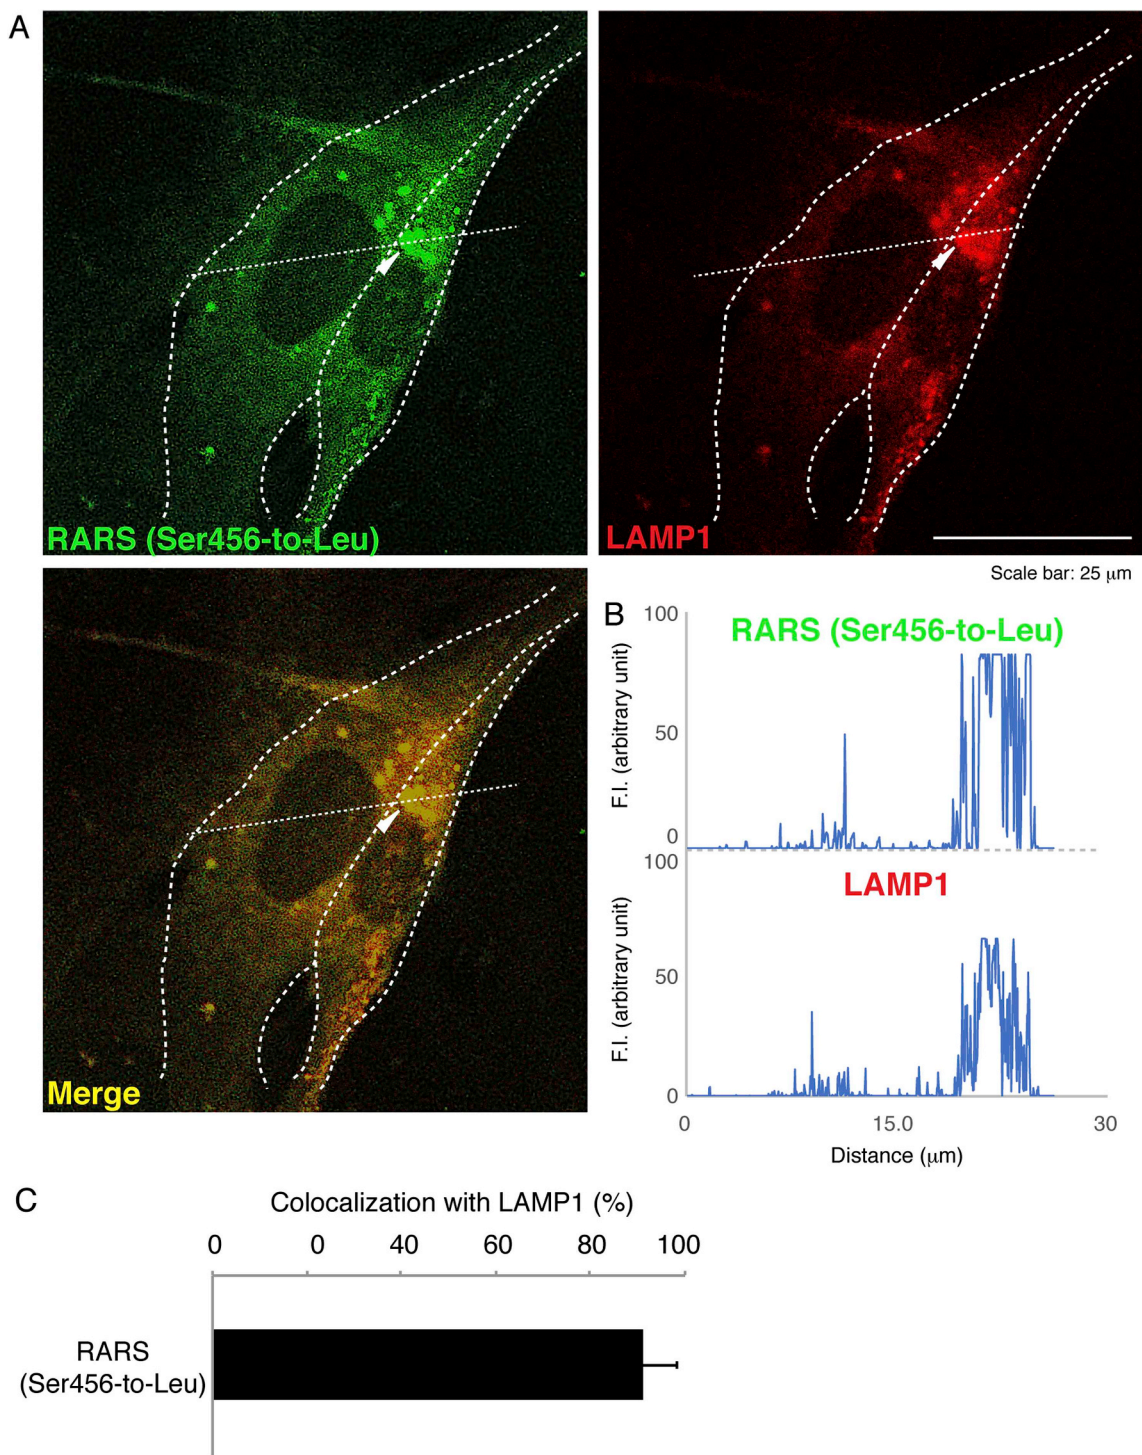 A
RARS (Ser456-to-Leu)
LAMP1
Scale bar: 25 μm
Merge
B
RARS (Ser456-to-Leu)
F.I. (arbitrary unit)
100
50
0
LAMP1
F.I. (arbitrary unit)
100
50
0
0 15.0 30
Distance (μm)
C
Colocalization with LAMP1 (%)
0 0 40 60 80 100
RARS
(Ser456-to-Leu)